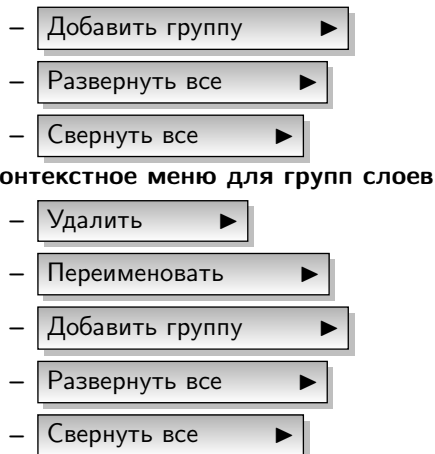 – Добавить группу ▶
– Развернуть все ▶
– Свернуть все ▶
онтекстное меню для групп слоев
– Удалить ▶
– Переименовать ▶
– Добавить группу ▶
– Развернуть все ▶
– Свернуть все ▶